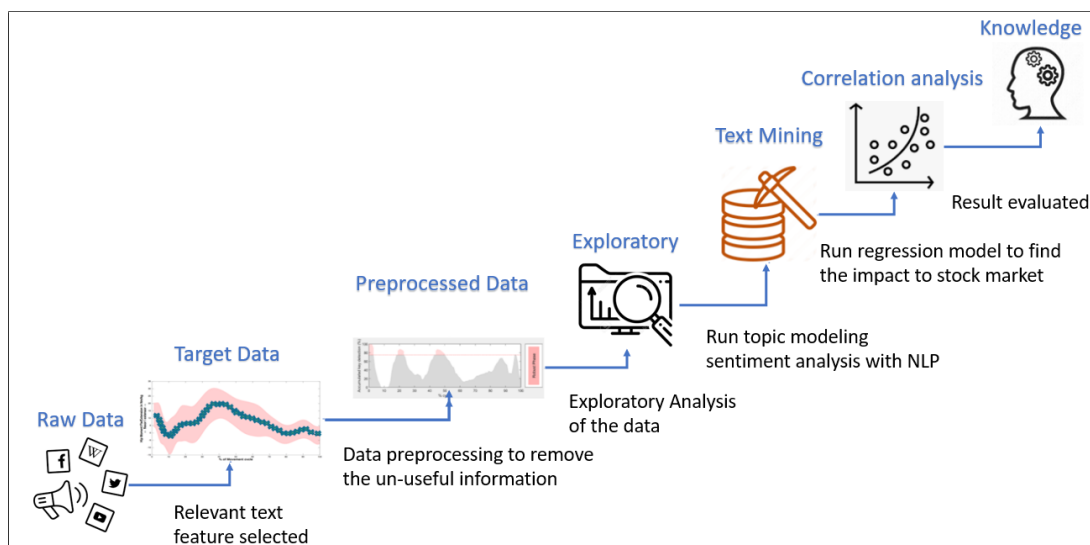 Knowledge
Correlation analysis
Text Mining
Result evaluated
Exploratory
Run regression model to find
the impact to stock market
Preprocessed Data
Run topic modeling
sentiment analysis with NLP
Target Data
Exploratory Analysis
of the data
Raw Data
Data preprocessing to remove
the un-useful information
W
f
Relevant text
feature selected